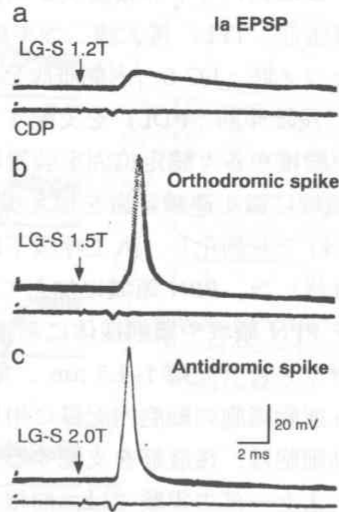 a
Ia EPSP
LG-S 1.2T
CDP
b
Orthodromic spike
LG-S 1.5T
c
Antidromic spike
LG-S 2.0T
20 mV
2 ms